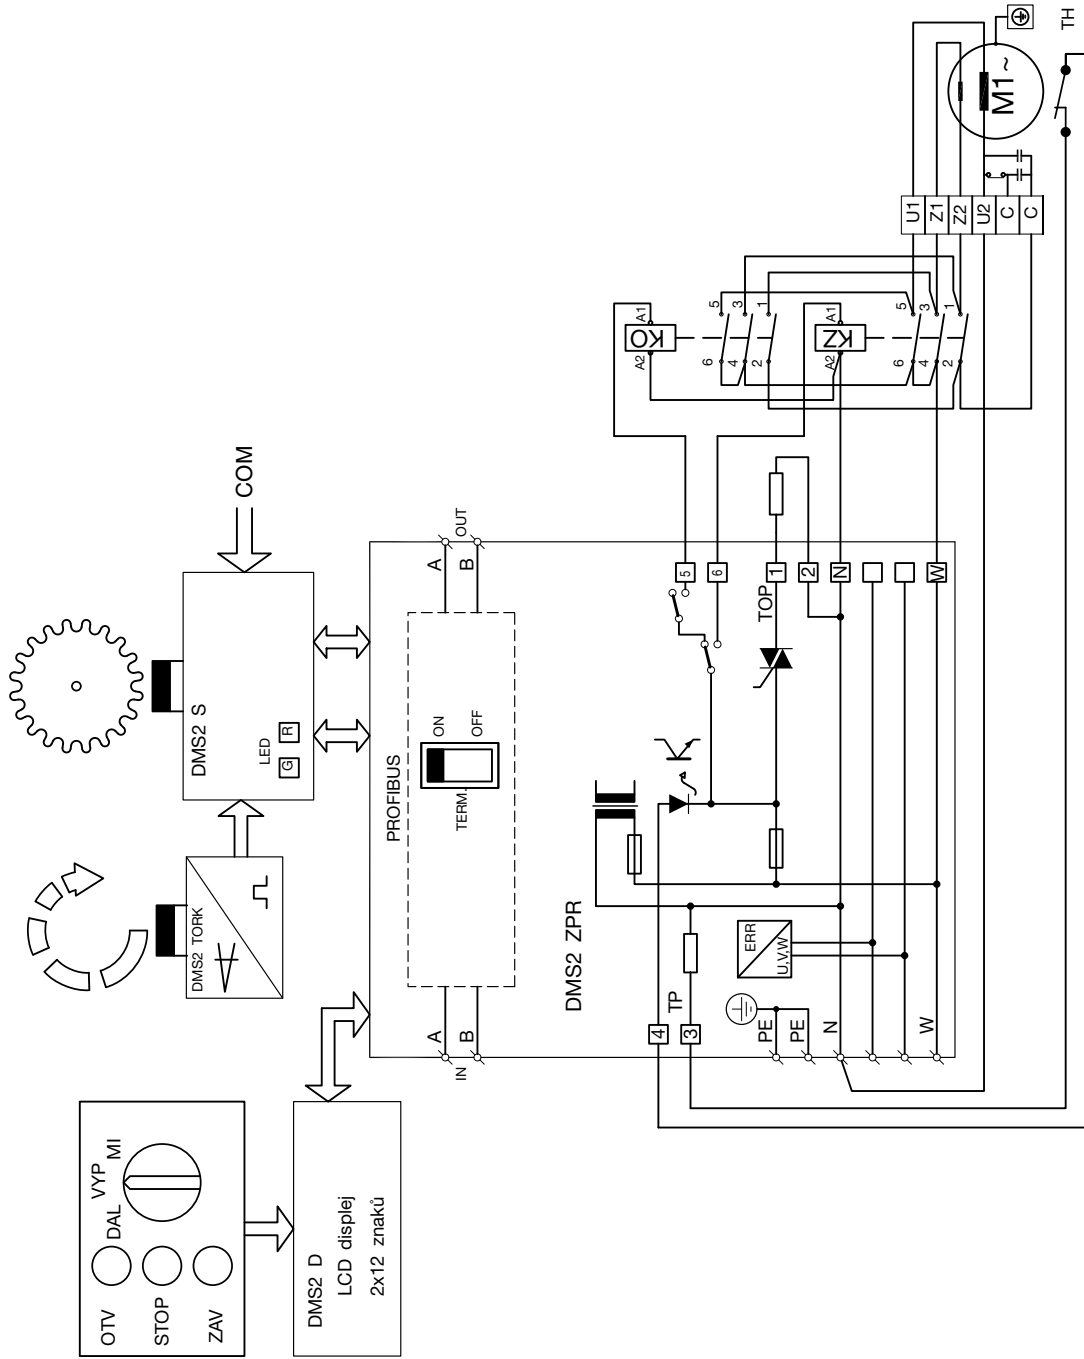 OTV
STOP
ZAV
DAL
VYP
MI
DMS2 D
LCD displej
2x12 znaků
DMS2 TORK
DMS2 S
LED
G
R
COM
PROFIBUS
A
B
IN
TERM.
ON
OFF
A
B
OUT
DMS2 ZPR
4
3
TP
PE
PE
N
W
ERR
U,V,W
TOP
5
6
1
2
N
W
A2
KO
A1
6
5
4
3
2
1
A2
KZ
A1
6
5
4
3
2
1
U1
Z1
Z2
U2
C
C
M1~
TH